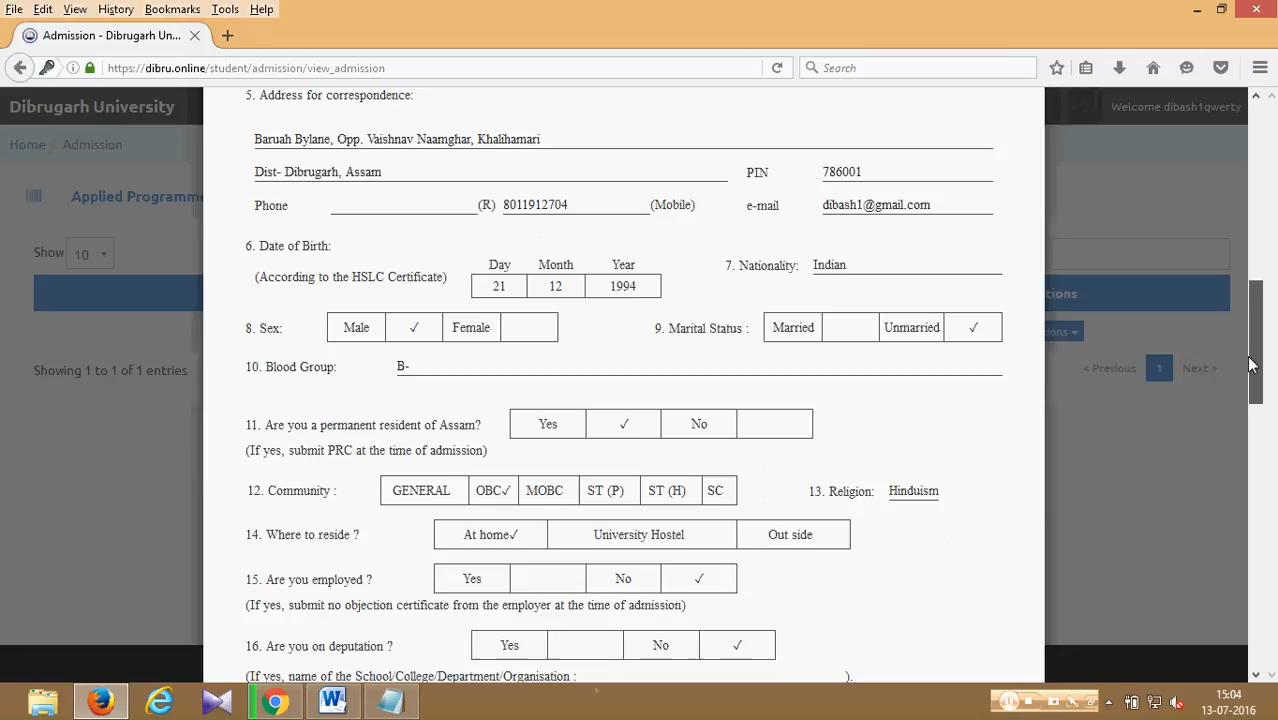 File Edit View History Bookmarks Tools Help
Admission - Dibrugarh Un...
https://dibru.online/student/admission/view_admission
Search
Dibrugarh University
Welcome dibash1qwerty
Home / Admission
Applied Programme
Show 10
Showing 1 to 1 of 1 entries
< Previous 1 Next >
5. Address for correspondence:
Baruah Bylane, Opp. Vaishnav Naamghar, Khalihamari
Dist- Dibrugarh, Assam PIN 786001
Phone (R) 8011912704 (Mobile) e-mail dibash1@gmail.com
6. Date of Birth:
(According to the HSLC Certificate)
Day Month Year
21 12 1994
7. Nationality: Indian
8. Sex: Male ✓ Female
9. Marital Status : Married Unmarried ✓
10. Blood Group: B-
11. Are you a permanent resident of Assam? Yes ✓ No
(If yes, submit PRC at the time of admission)
12. Community : GENERAL OBC✓ MOBC ST (P) ST (H) SC
13. Religion: Hinduism
14. Where to reside ? At home✓ University Hostel Out side
15. Are you employed ? Yes No ✓
(If yes, submit no objection certificate from the employer at the time of admission)
16. Are you on deputation ? Yes No ✓
(If yes, name of the School/College/Department/Organisation : ).
15:04
13-07-2016